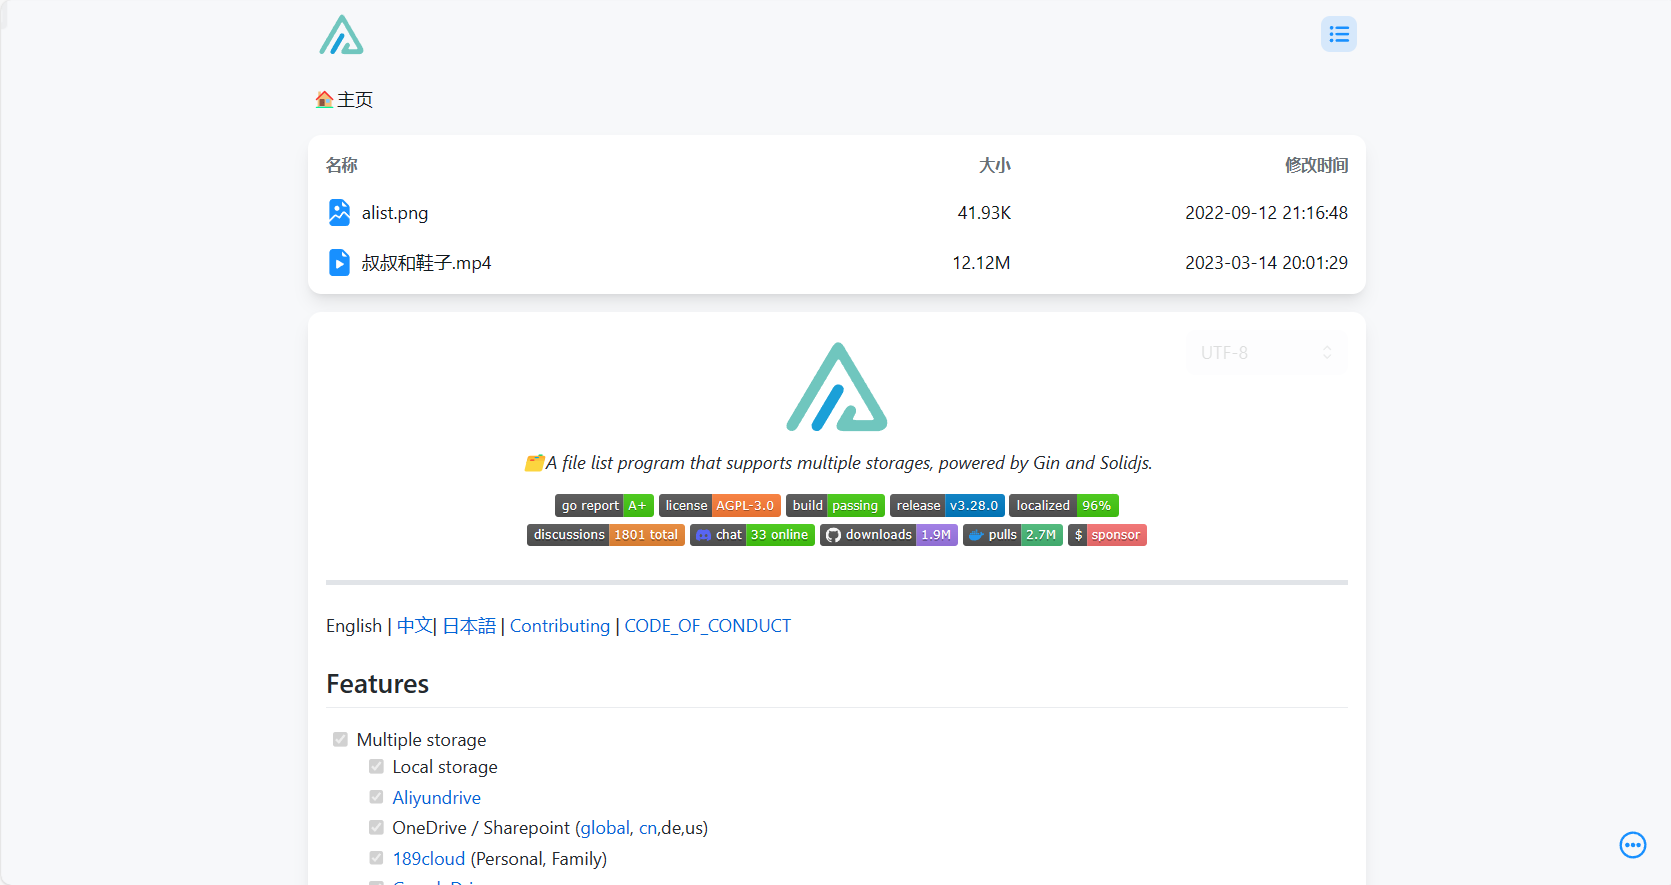 主页
名称 大小 修改时间
alist.png 41.93K 2022-09-12 21:16:48
叔叔和鞋子.mp4 12.12M 2023-03-14 20:01:29
UTF-8
A file list program that supports multiple storages, powered by Gin and Solidjs.
go report A+ license AGPL-3.0 build passing release v3.28.0 localized 96%
discussions 1801 total chat 33 online downloads 1.9M pulls 2.7M $ sponsor
English | 中文| 日本語 | Contributing | CODE_OF_CONDUCT
Features
Multiple storage
Local storage
Aliyundrive
OneDrive / Sharepoint (global, cn,de,us)
189cloud (Personal, Family)